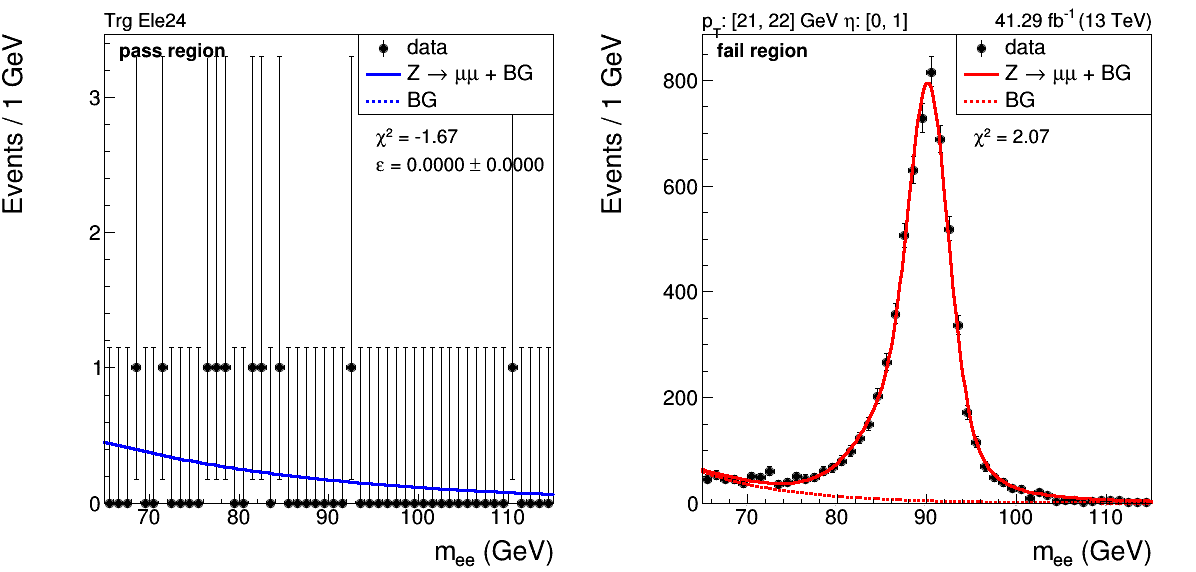 Trg Ele24
pass region
data
Z → μμ + BG
BG
χ² = -1.67
ε = 0.0000 ± 0.0000
Events / 1 GeV
3
2
1
0
70 80 90 100 110
m_ee (GeV)
p_T: [21, 22] GeV η: [0, 1] 41.29 fb⁻¹ (13 TeV)
fail region
data
Z → μμ + BG
BG
χ² = 2.07
Events / 1 GeV
800
600
400
200
0
70 80 90 100 110
m_ee (GeV)